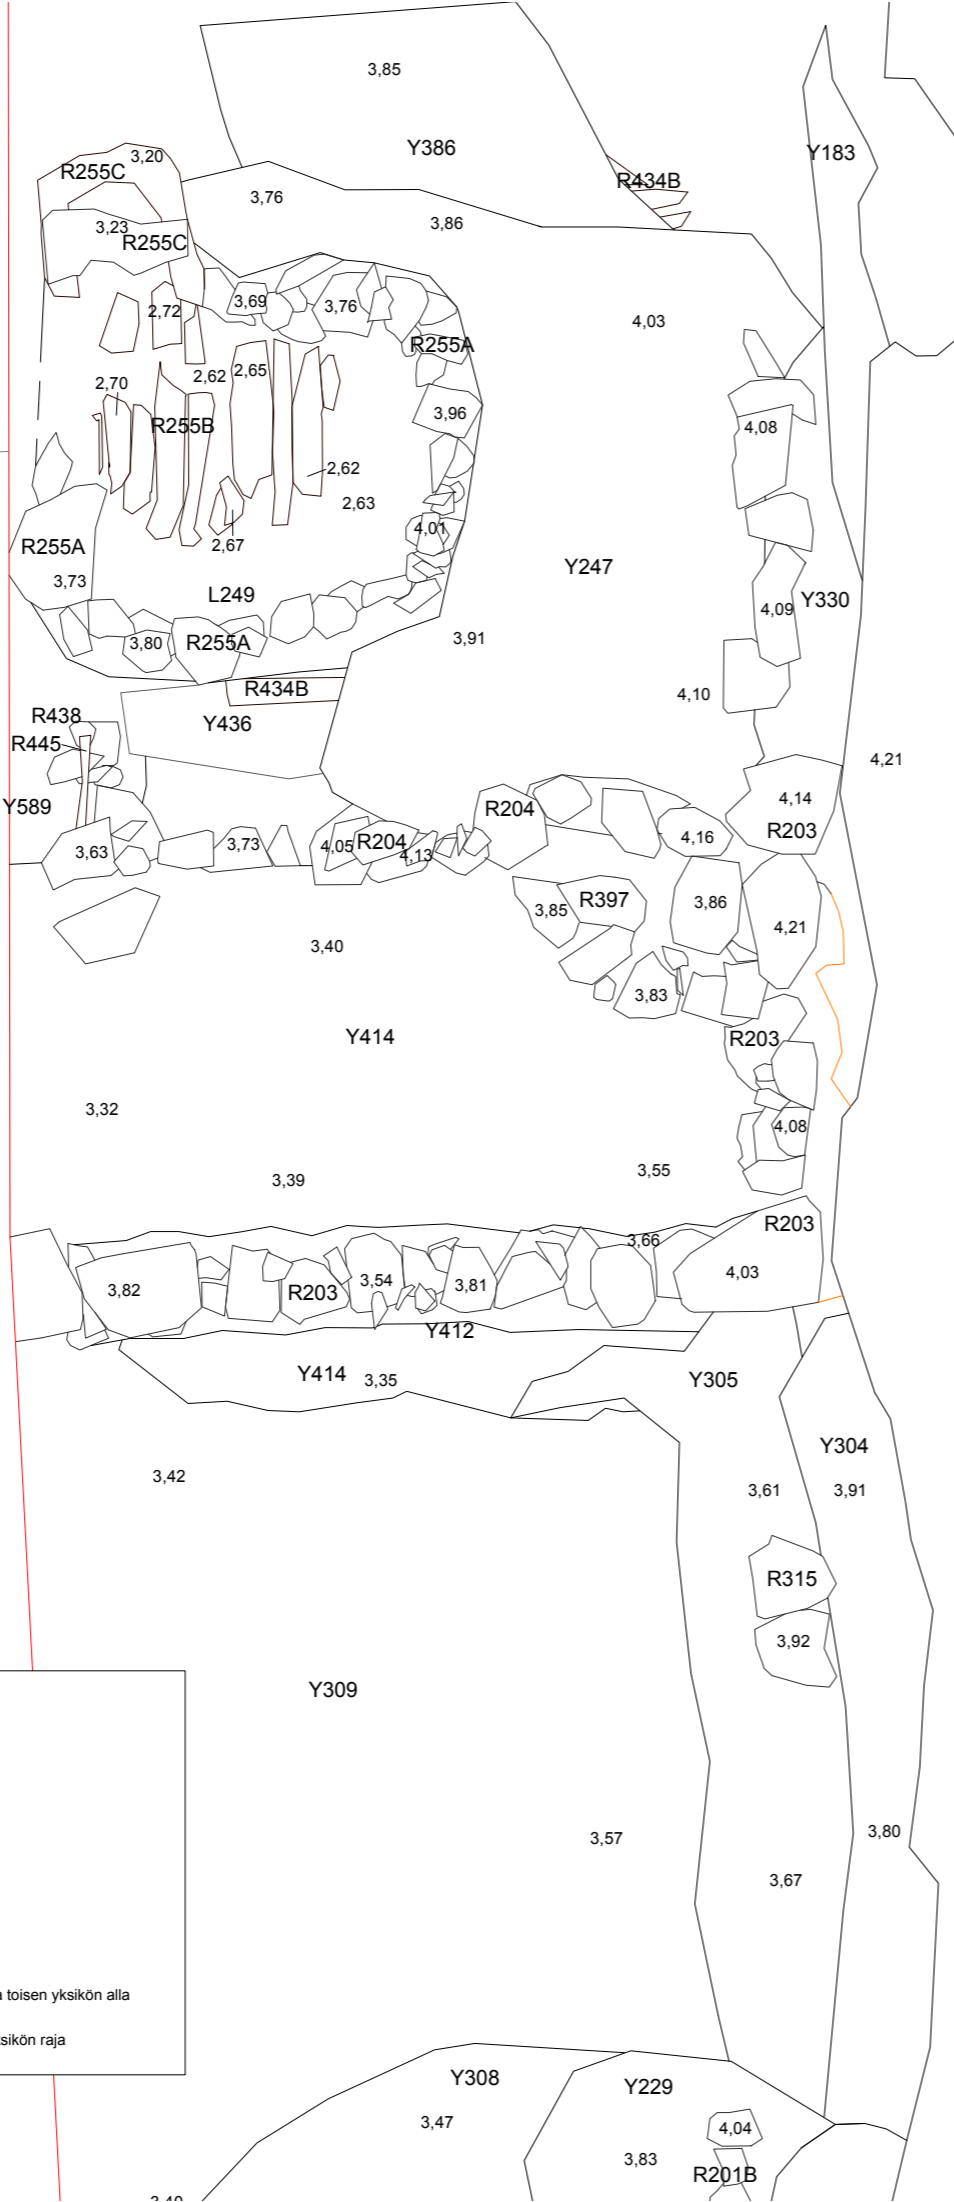 3,85
Y386
Y183
3,20
R255C
R434B
3,76
3,86
3,23
R255C
3,69
3,76
4,03
2,72
R255A
2,62
2,65
2,70
3,96
R255B
4,08
2,62
2,63
4,01
R255A
2,67
Y247
3,73
L249
Y330
4,09
3,80
R255A
3,91
R434B
4,10
R438
Y436
R445
4,21
4,14
Y589
R204
R203
4,16
3,63
3,73
4,05
R204
4,13
3,85
R397
3,86
4,21
3,40
3,83
Y414
R203
3,32
4,08
3,55
3,39
R203
3,66
4,03
3,82
R203
3,54
3,81
Y412
Y414
3,35
Y305
Y304
3,42
3,61
3,91
R315
3,92
Y309
3,57
3,80
3,67
toisen yksikön alla
sikön raja
Y308
Y229
3,47
4,04
3,83
R201B